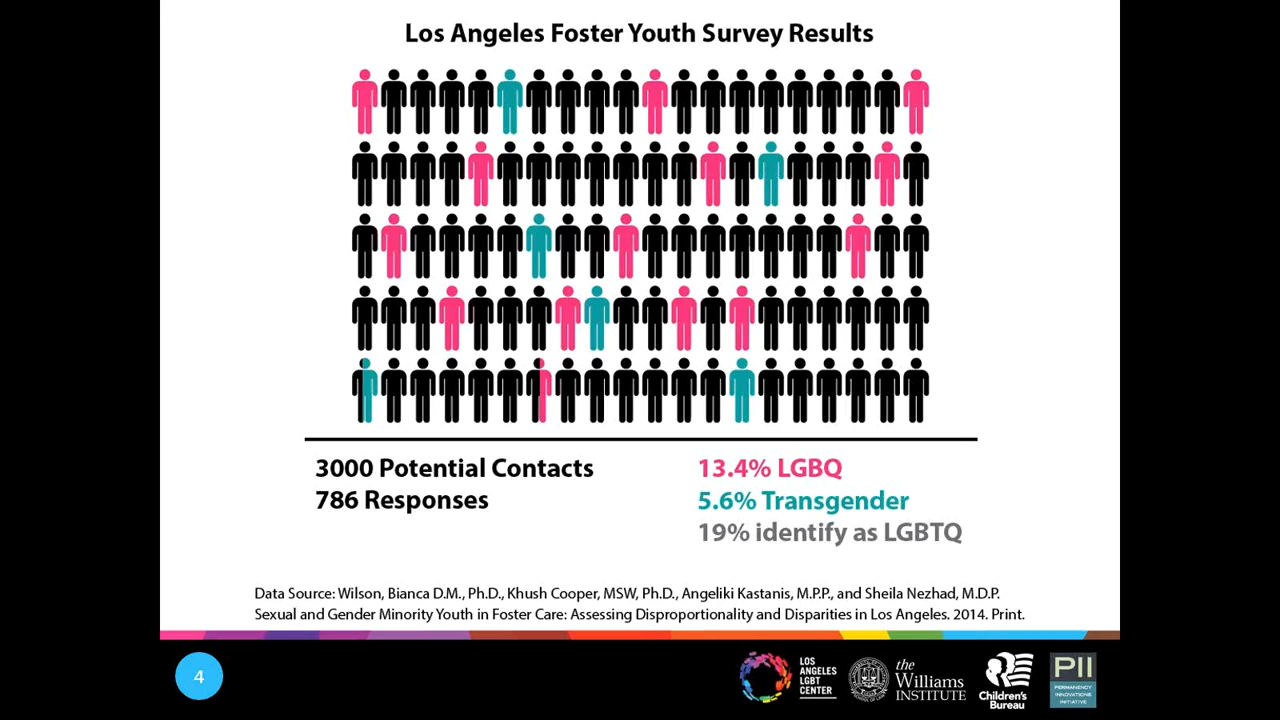 Los Angeles Foster Youth Survey Results
3000 Potential Contacts
786 Responses
13.4% LGBQ
5.6% Transgender
19% identify as LGBTQ
Data Source: Wilson, Bianca D.M., Ph.D., Khush Cooper, MSW, Ph.D., Angeliki Kastanis, M.P.P., and Sheila Nezhad, M.D.P.
Sexual and Gender Minority Youth in Foster Care: Assessing Disproportionality and Disparities in Los Angeles. 2014. Print.
4
LOS
ANGELES
LGBT
CENTER
the
Williams
INSTITUTE
Children's
Bureau
PII
PERMANENCY
INNOVATIONS
INITIATIVE